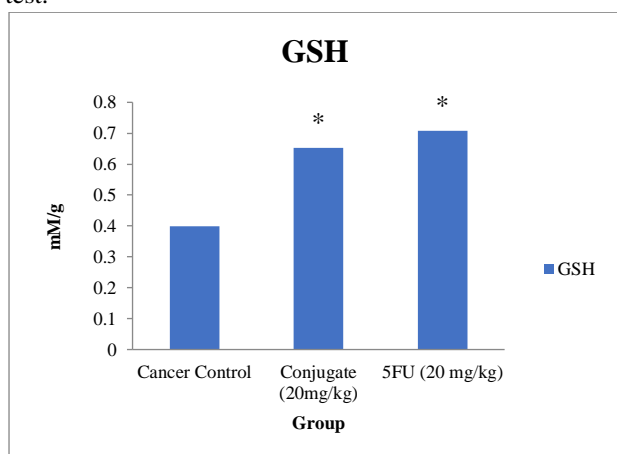 test.
GSH
0.8
0.7
0.6
0.5
0.4
0.3
0.2
0.1
0
mM/g
*
*
Cancer Control
Conjugate
(20mg/kg)
5FU (20 mg/kg)
Group
GSH